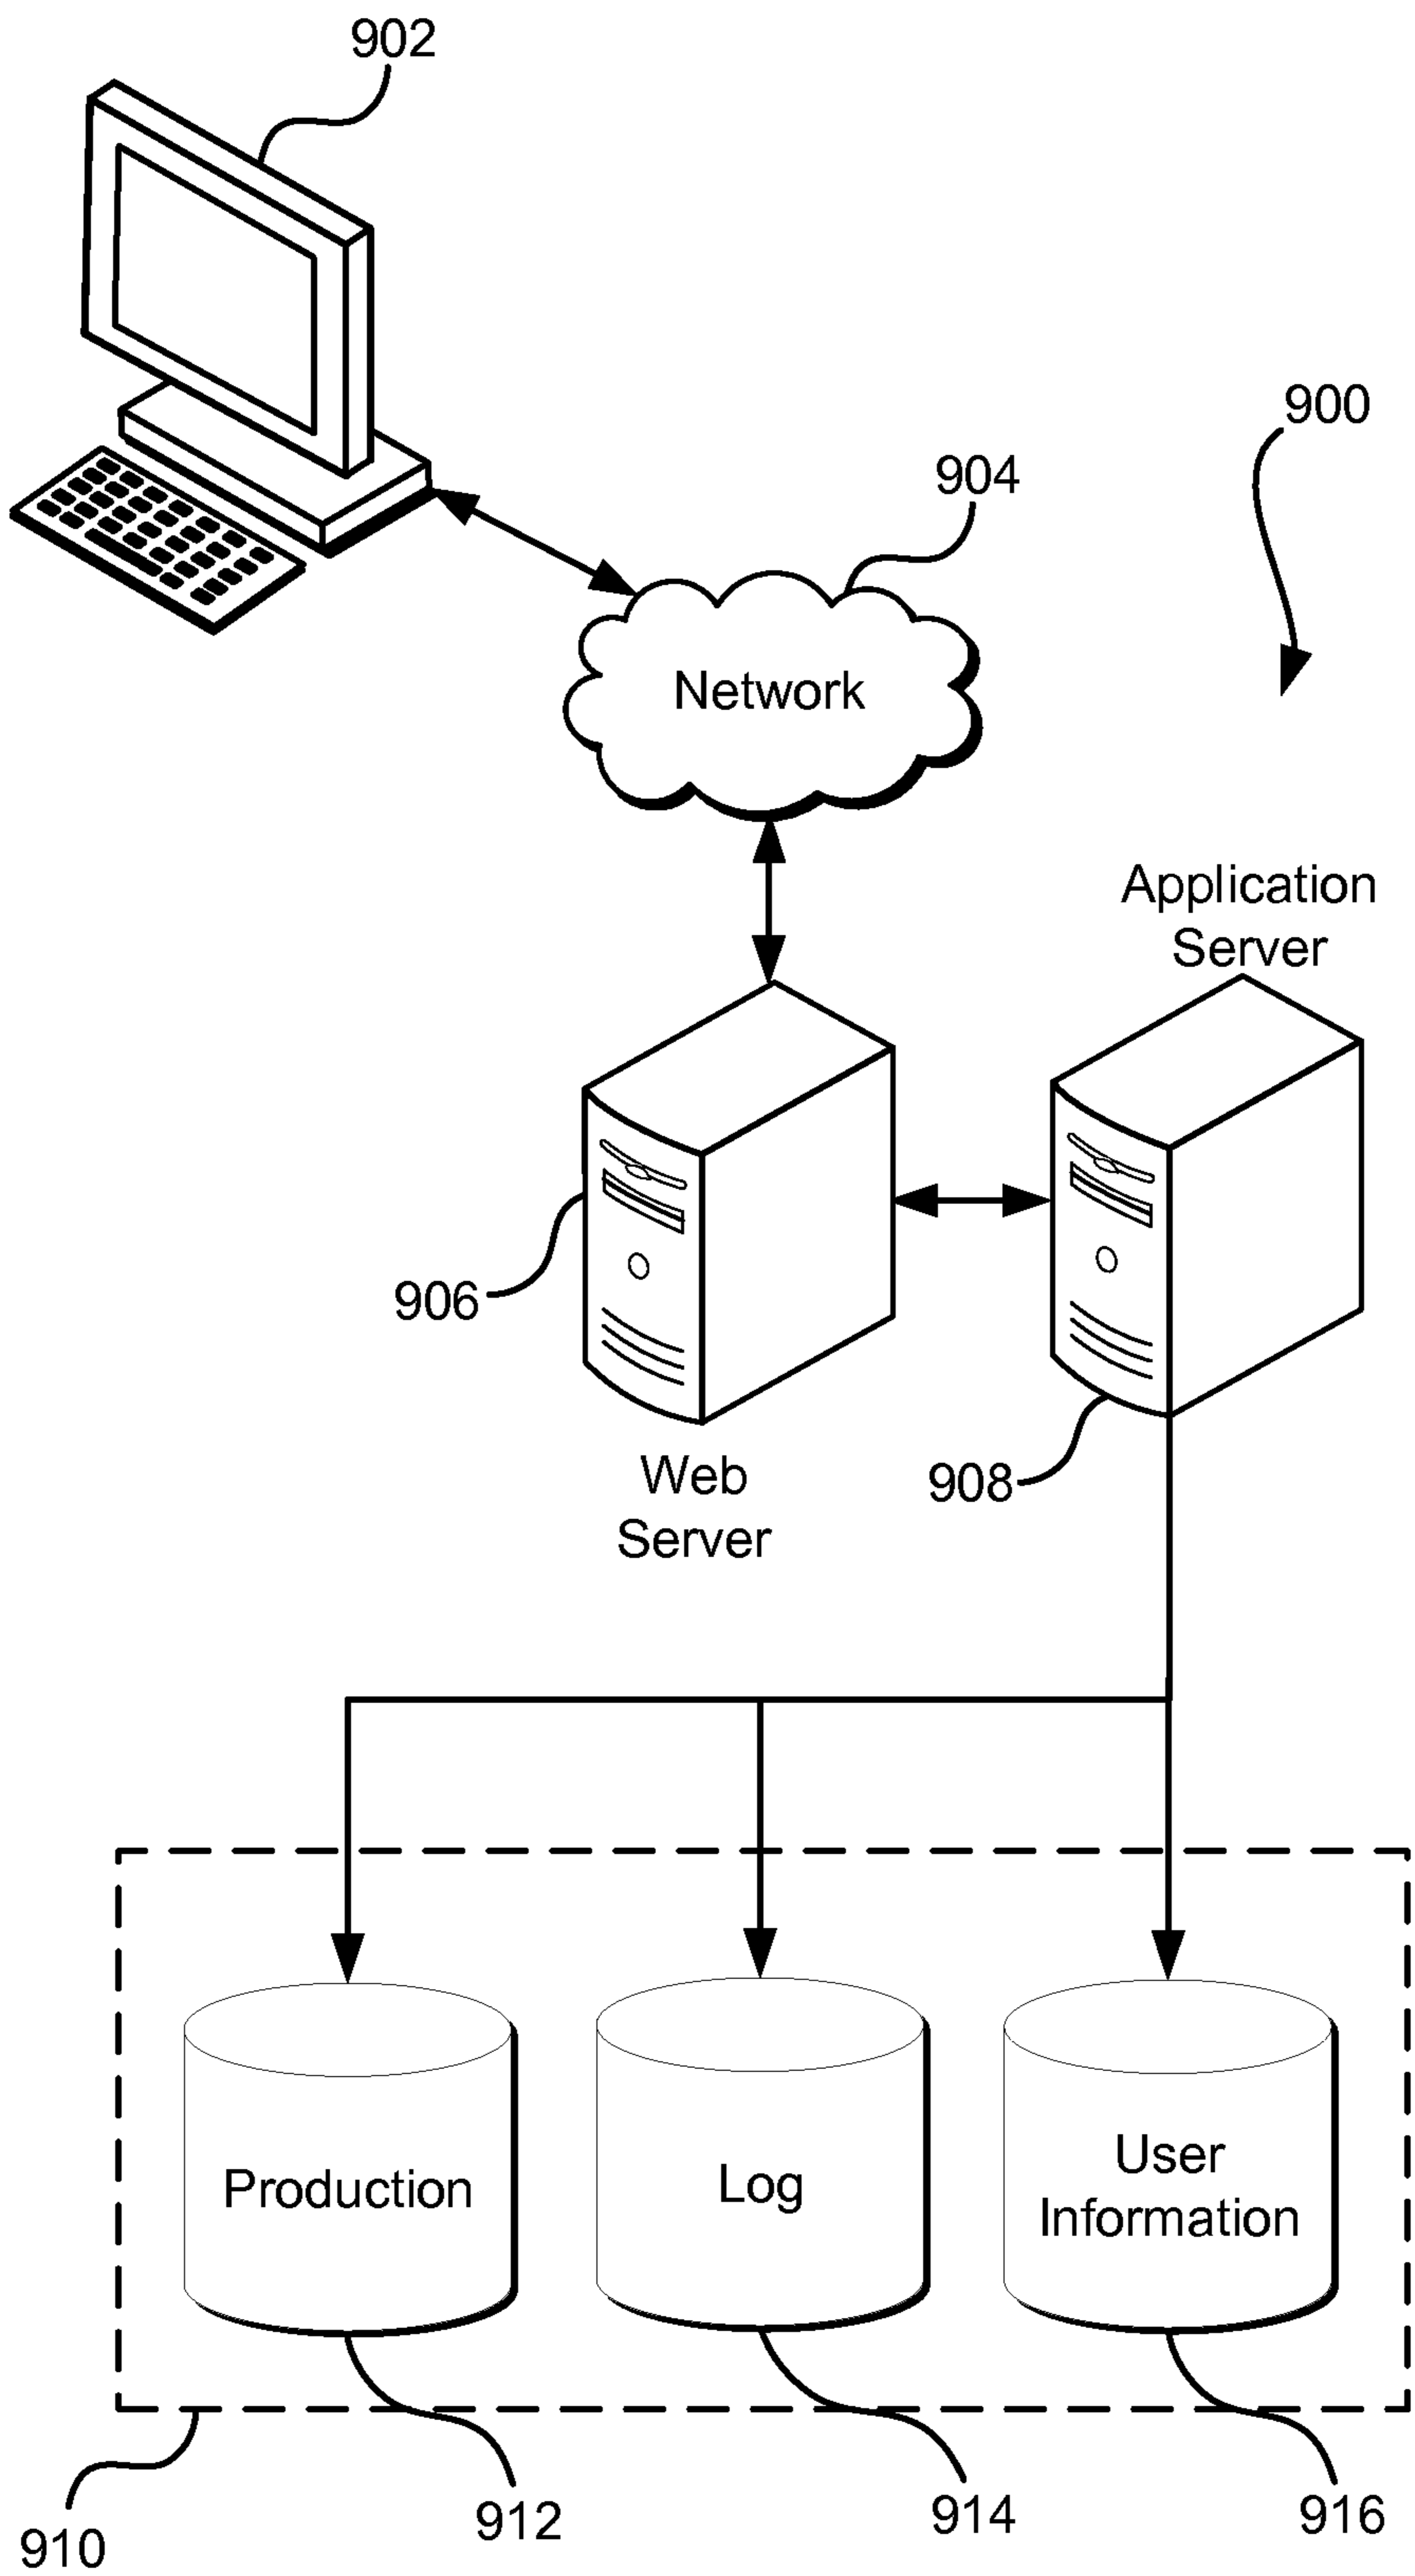 902
900
904
Network
Application
Server
906
Web
Server
908
Production
Log
User
Information
910
912
914
916